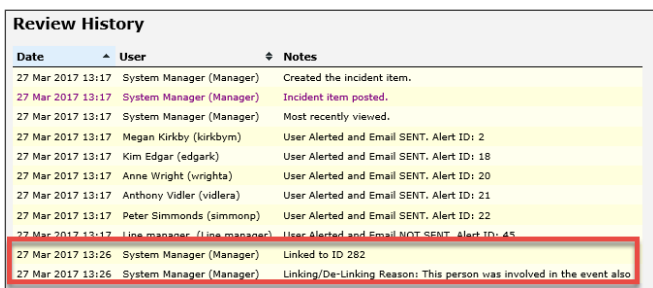 Review History
Date User Notes
27 Mar 2017 13:17 System Manager (Manager) Created the incident item.
27 Mar 2017 13:17 System Manager (Manager) Incident item posted.
27 Mar 2017 13:17 System Manager (Manager) Most recently viewed.
27 Mar 2017 13:17 Megan Kirkby (kirkbym) User Alerted and Email SENT. Alert ID: 2
27 Mar 2017 13:17 Kim Edgar (edgark) User Alerted and Email SENT. Alert ID: 18
27 Mar 2017 13:17 Anne Wright (wrighta) User Alerted and Email SENT. Alert ID: 20
27 Mar 2017 13:17 Anthony Vidler (vidlera) User Alerted and Email SENT. Alert ID: 21
27 Mar 2017 13:17 Peter Simmonds (simmonp) User Alerted and Email SENT. Alert ID: 22
27 Mar 2017 13:17 Line manager (Line manager) User Alerted and Email NOT SENT. Alert ID: 45
27 Mar 2017 13:26 System Manager (Manager) Linked to ID 282
27 Mar 2017 13:26 System Manager (Manager) Linking/De-Linking Reason: This person was involved in the event also